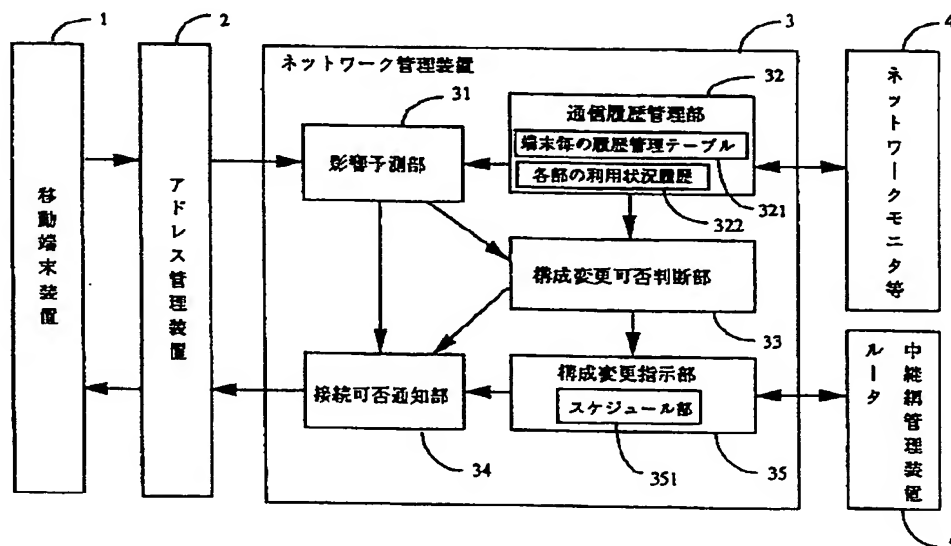 1
2
3
4
ネットワーク管理装置
31
32
通信履歴管理部
端末毎の履歴管理テーブル
各部の利用状況履歴
321
322
影響予測部
移動端末装置
アドレス管理装置
ネットワークモニタ等
構成変更可否判断部
33
接続可否通知部
34
構成変更指示部
スケジュール部
351
35
中継網管理装置
ルータ